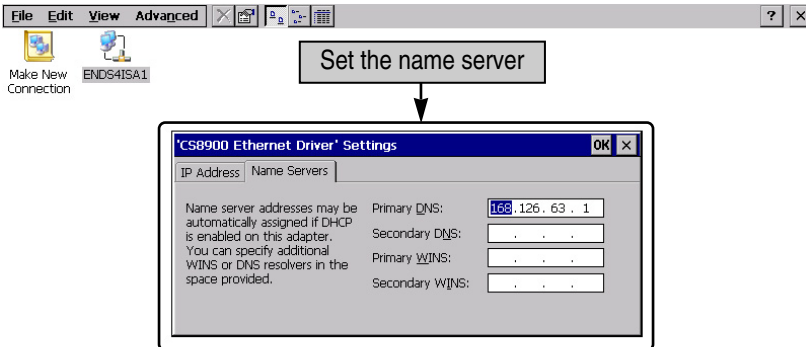 File Edit View Advanced ? ×
Make New
Connection
ENDS4ISA1
Set the name server
'CS8900 Ethernet Driver' Settings OK ×
IP Address Name Servers
Name server addresses may be
automatically assigned if DHCP
is enabled on this adapter.
You can specify additional
WINS or DNS resolvers in the
space provided.
Primary DNS: 168.126. 63 . 1
Secondary DNS: . . .
Primary WINS: . . .
Secondary WINS: . . .